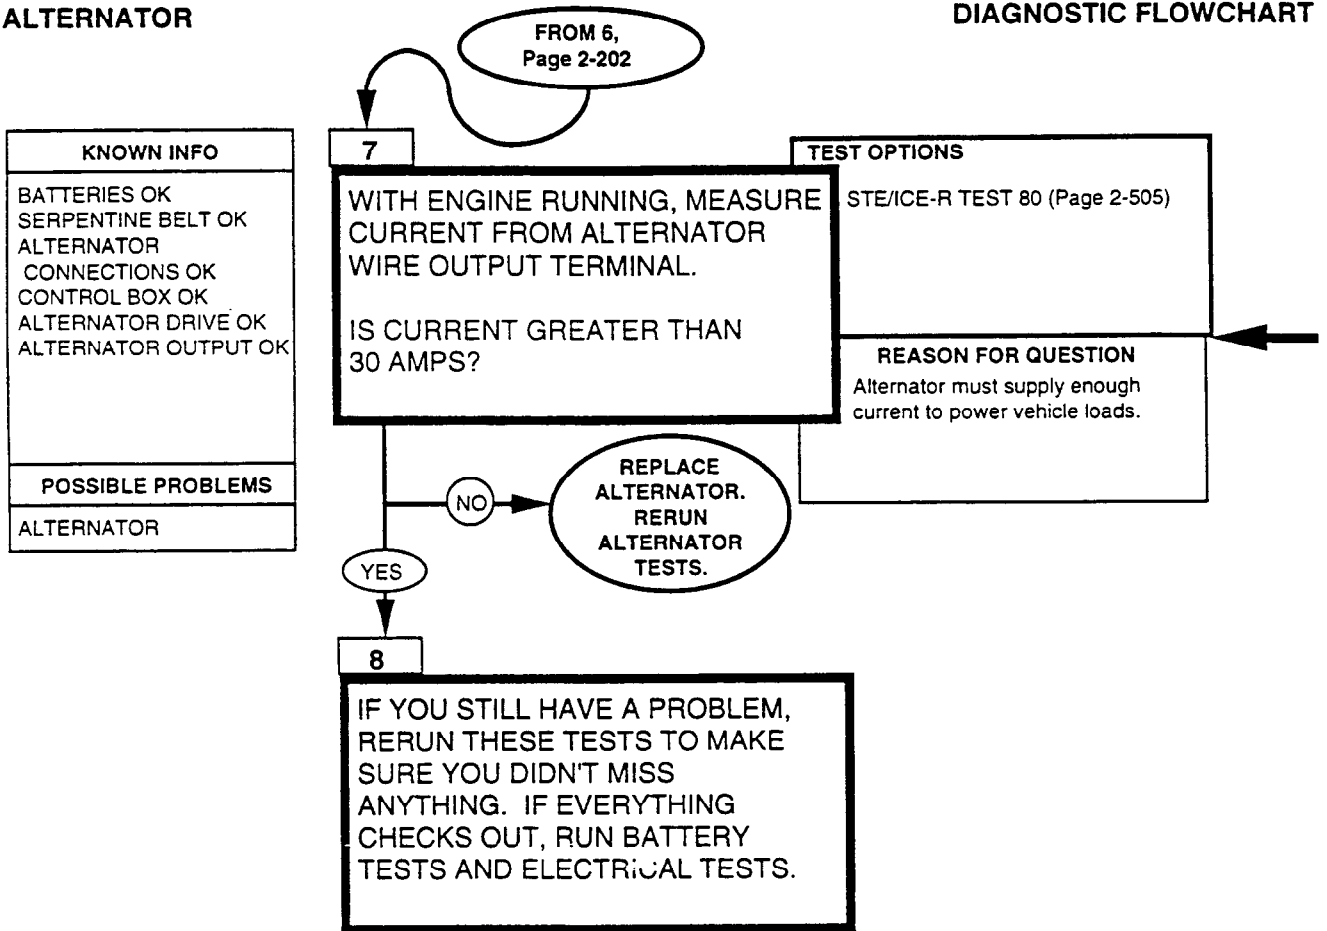 ALTERNATOR
DIAGNOSTIC FLOWCHART
FROM 6,
Page 2-202
KNOWN INFO
BATTERIES OK
SERPENTINE BELT OK
ALTERNATOR
CONNECTIONS OK
CONTROL BOX OK
ALTERNATOR DRIVE OK
ALTERNATOR OUTPUT OK
POSSIBLE PROBLEMS
ALTERNATOR
7
WITH ENGINE RUNNING, MEASURE
CURRENT FROM ALTERNATOR
WIRE OUTPUT TERMINAL.
IS CURRENT GREATER THAN
30 AMPS?
TEST OPTIONS
STE/ICE-R TEST 80 (Page 2-505)
REASON FOR QUESTION
Alternator must supply enough
current to power vehicle loads.
NO
REPLACE
ALTERNATOR.
RERUN
ALTERNATOR
TESTS.
YES
8
IF YOU STILL HAVE A PROBLEM,
RERUN THESE TESTS TO MAKE
SURE YOU DIDN'T MISS
ANYTHING. IF EVERYTHING
CHECKS OUT, RUN BATTERY
TESTS AND ELECTRICAL TESTS.